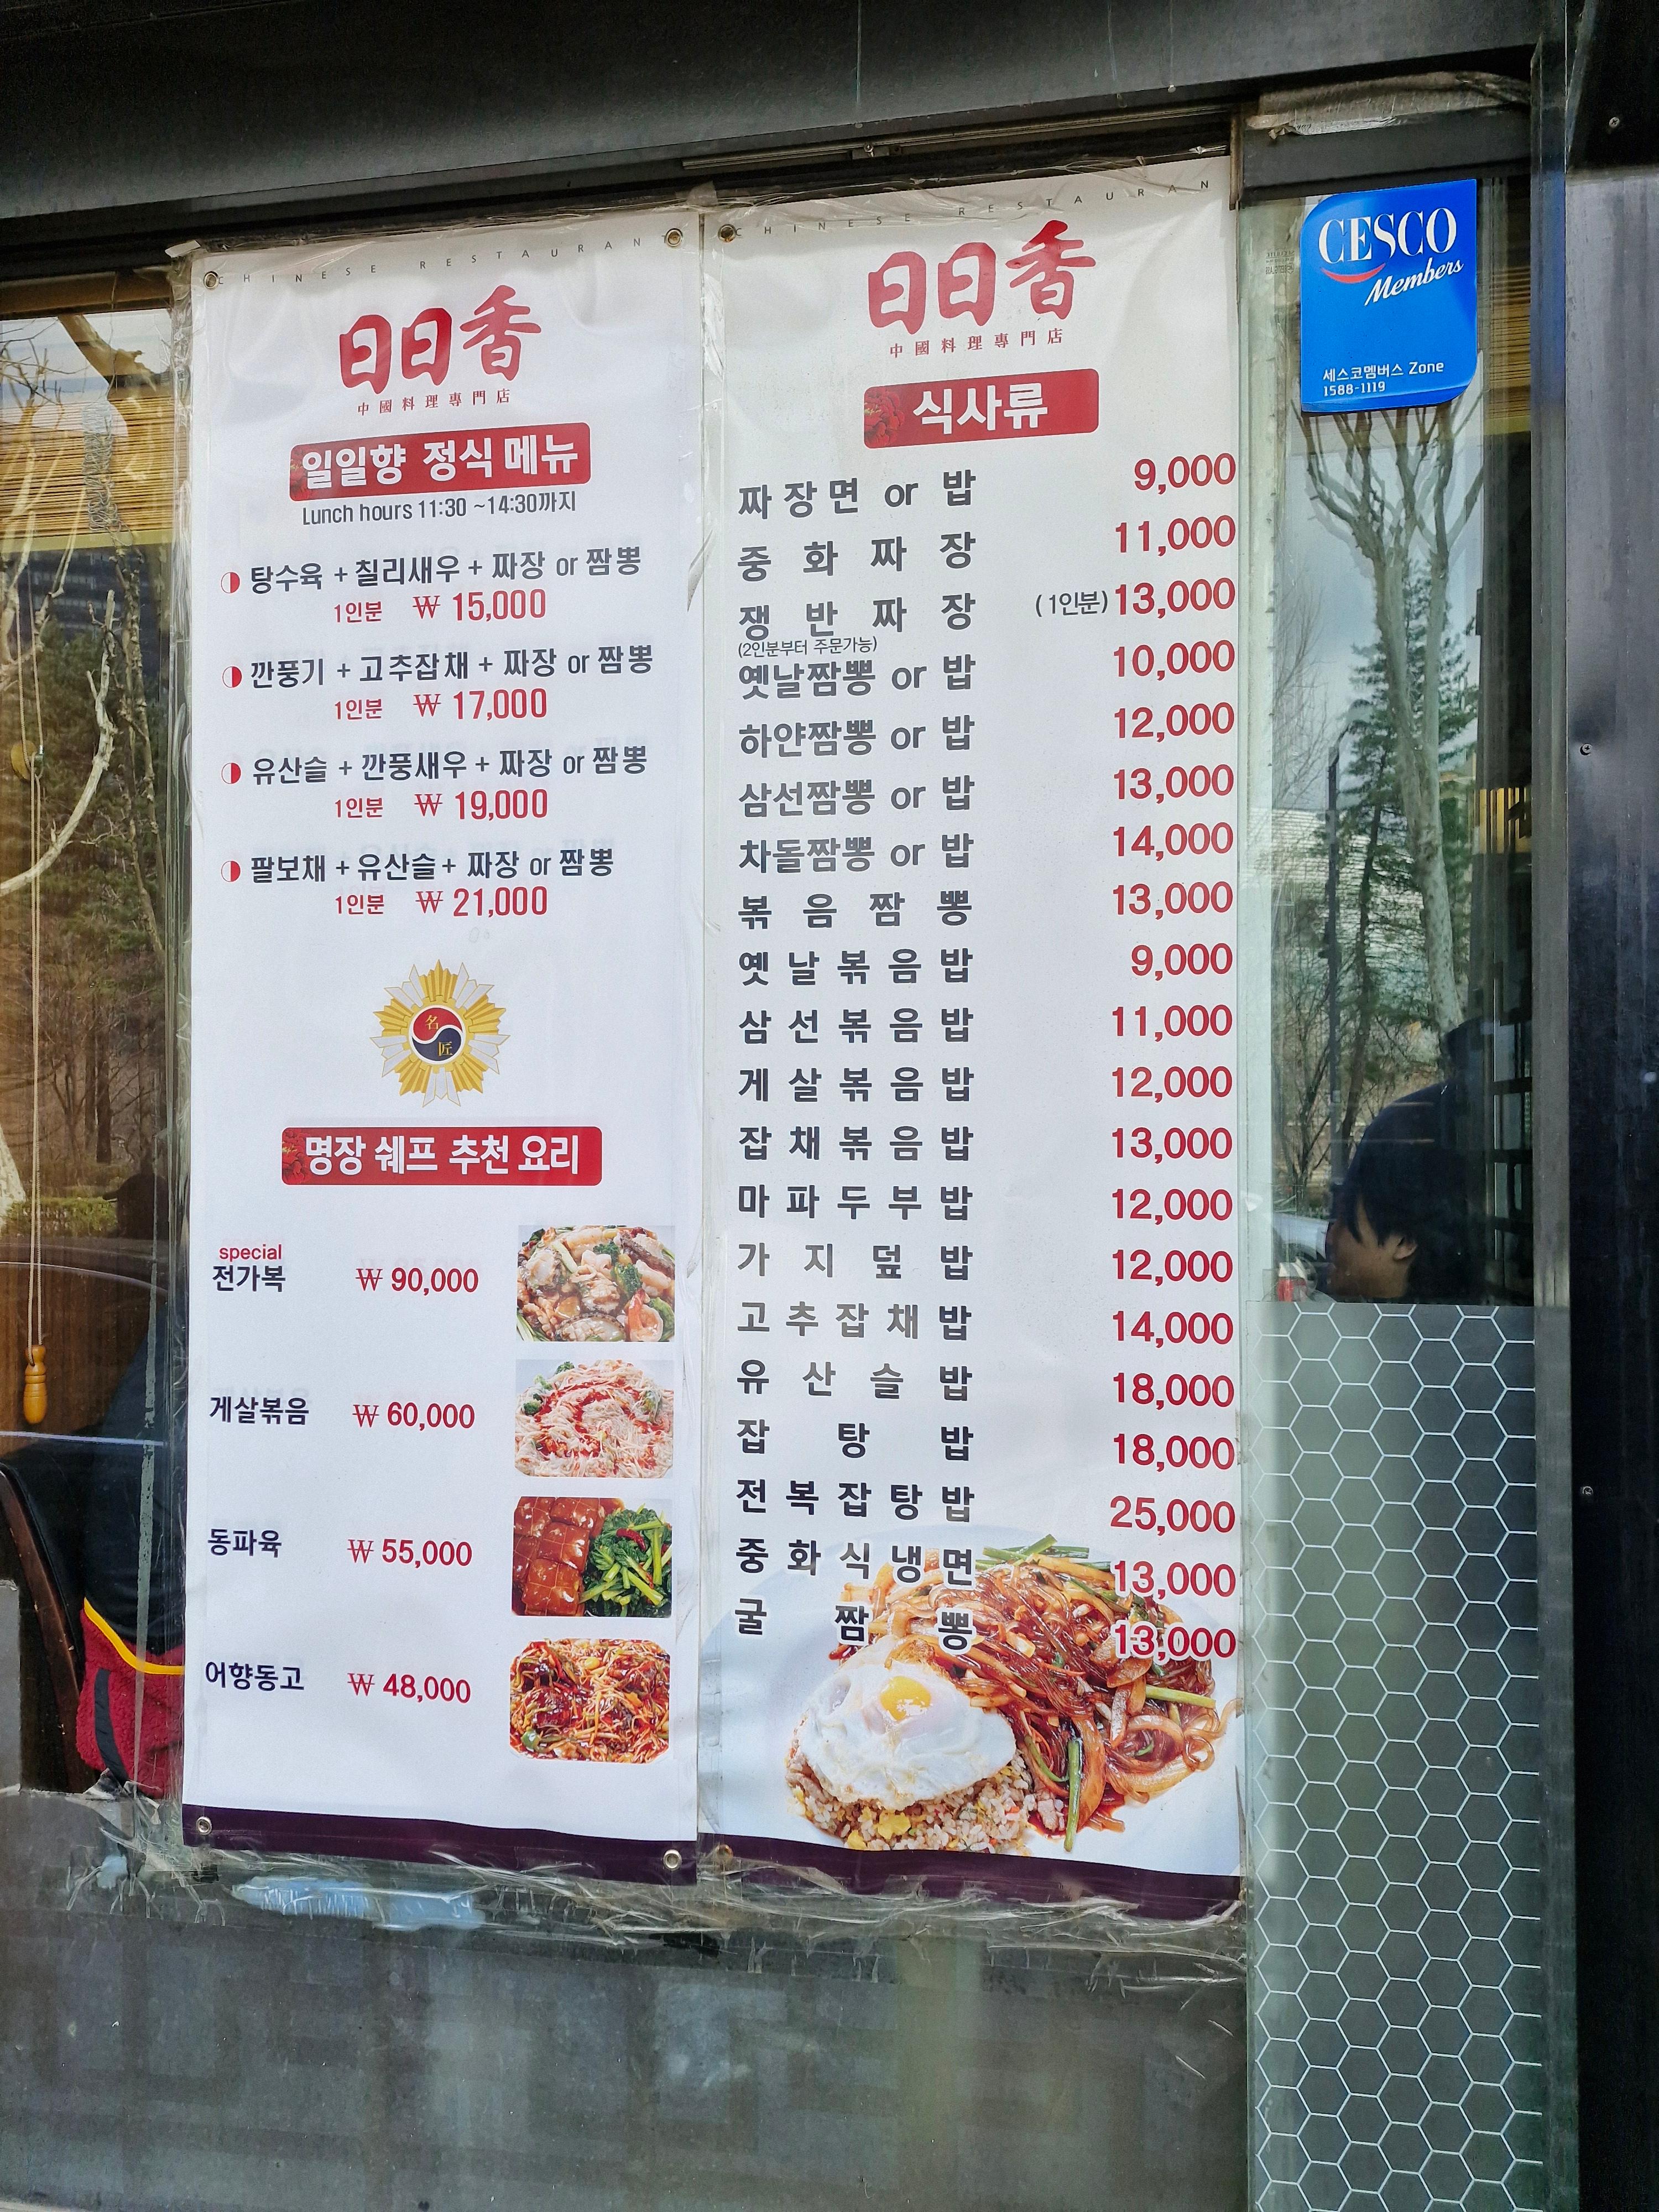 CHINESE RESTAURANT
日日香
中國料理專門店
일일향 정식 메뉴
Lunch hours 11:30 ~14:30까지
탕수육 + 칠리새우 + 짜장 or 짬뽕
1인분 ₩ 15,000
깐풍기 + 고추잡채 + 짜장 or 짬뽕
1인분 ₩ 17,000
유산슬 + 깐풍새우 + 짜장 or 짬뽕
1인분 ₩ 19,000
팔보채 + 유산슬 + 짜장 or 짬뽕
1인분 ₩ 21,000
名
匠
명장 쉐프 추천 요리
special
전가복 ₩ 90,000
게살볶음 ₩ 60,000
동파육 ₩ 55,000
어향동고 ₩ 48,000
CHINESE RESTAURAN
日日香
中國料理專門店
식사류
짜장면 or 밥 9,000
중화짜장 11,000
쟁반짜장 (1인분) 13,000
(2인분부터 주문가능)
옛날짬뽕 or 밥 10,000
하얀짬뽕 or 밥 12,000
삼선짬뽕 or 밥 13,000
차돌짬뽕 or 밥 14,000
볶음짬뽕 13,000
옛날볶음밥 9,000
삼선볶음밥 11,000
게살볶음밥 12,000
잡채볶음밥 13,000
마파두부밥 12,000
가지덮밥 12,000
고추잡채밥 14,000
유산슬밥 18,000
잡탕밥 18,000
전복잡탕밥 25,000
중화식냉면 13,000
굴짬뽕 13,000
CESCO
Members
세스코멤버스 Zone
1588-1119